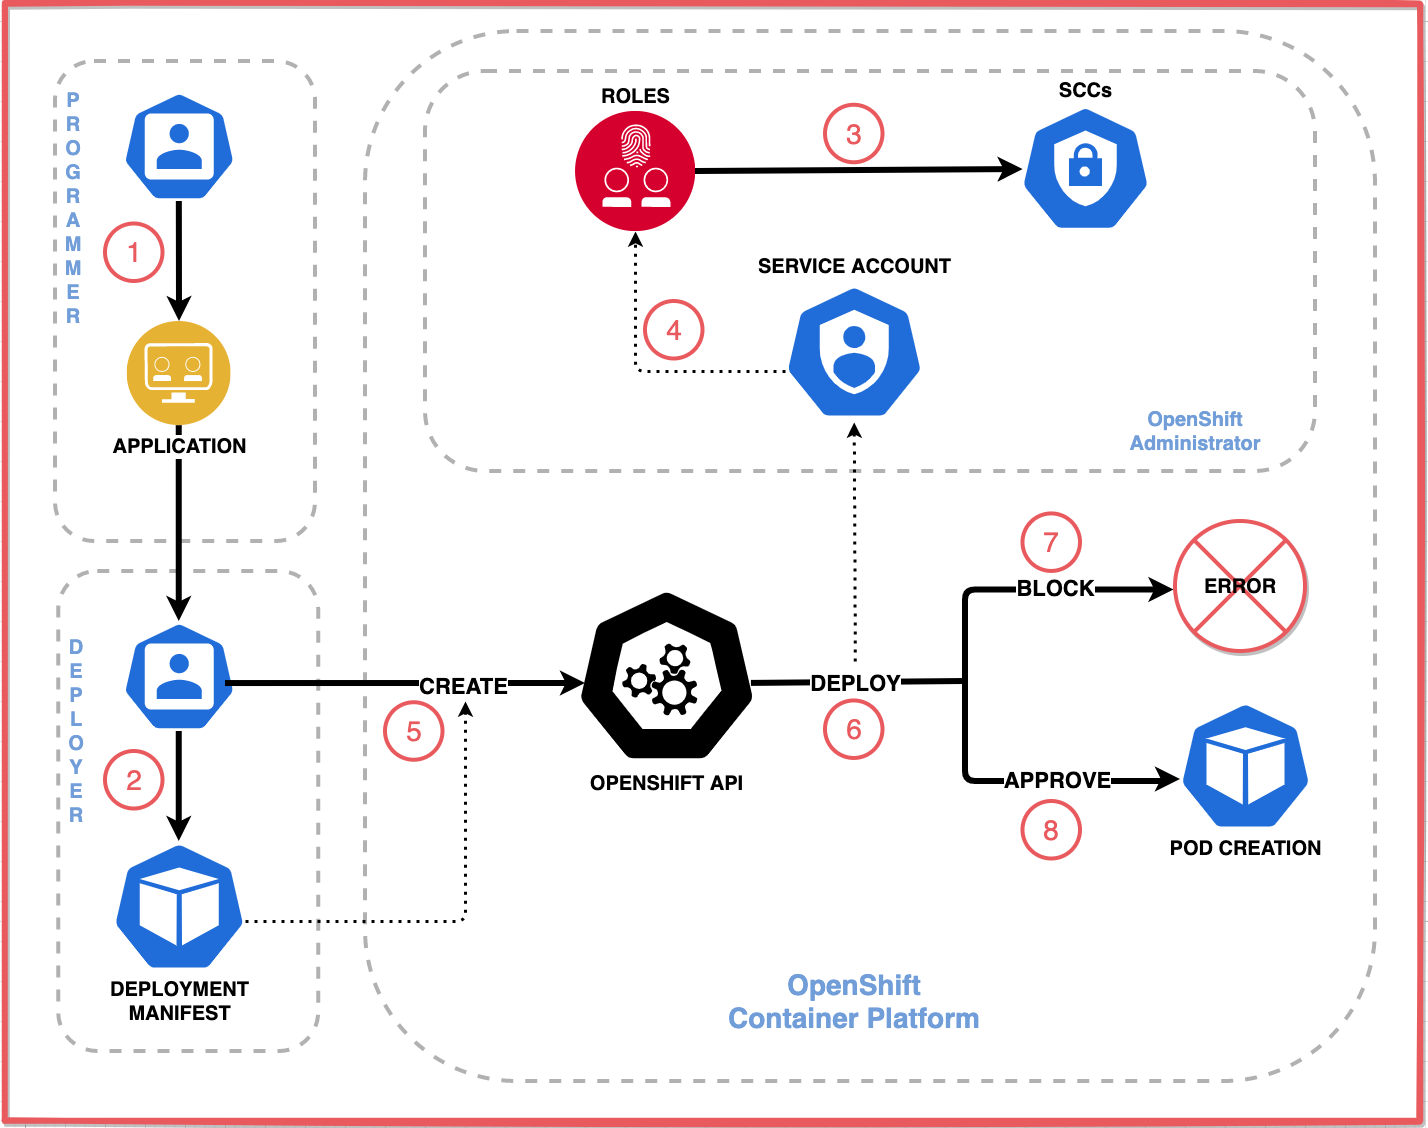 PROGRAMMER
1
APPLICATION
DEPLOYER
2
DEPLOYMENT
MANIFEST
ROLES
3
SCCs
SERVICE ACCOUNT
4
OpenShift
Administrator
CREATE
5
OPENSHIFT API
DEPLOY
6
7
BLOCK
ERROR
APPROVE
8
POD CREATION
OpenShift
Container Platform